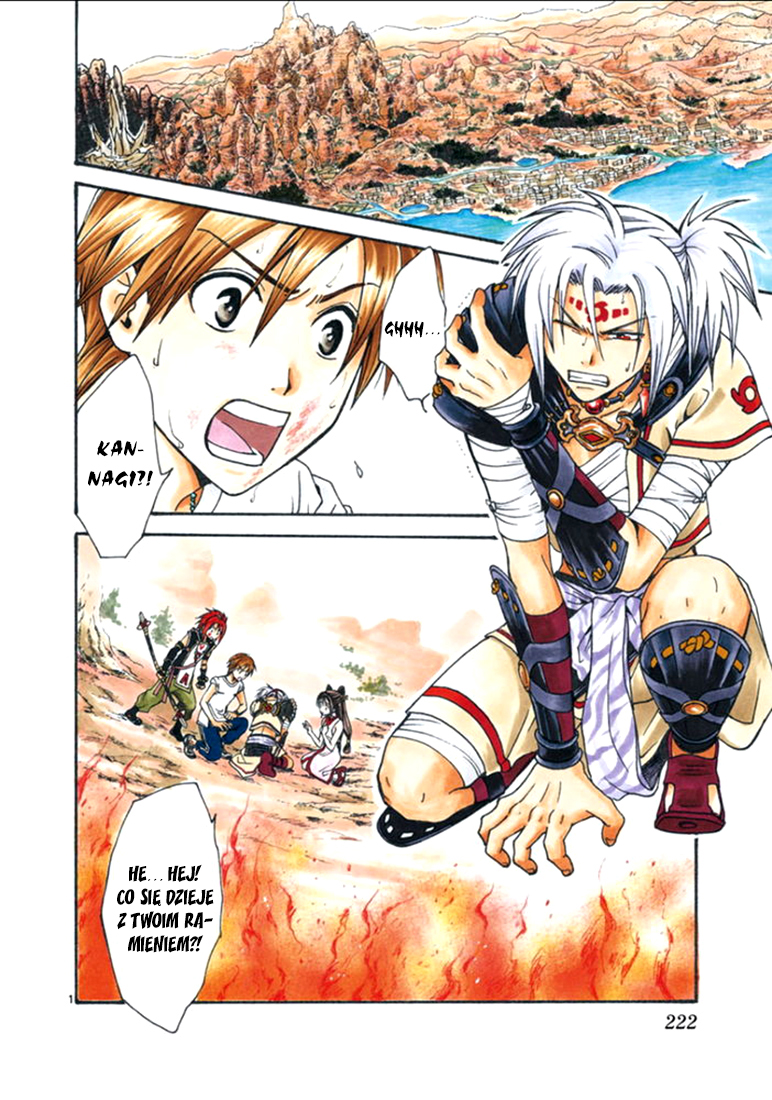 GHHH...
KAN-
NAGI?!
HE... HEJ!
CO SIĘ DZIEJE
Z TWOIM RA-
MIENIEM?!
1
222